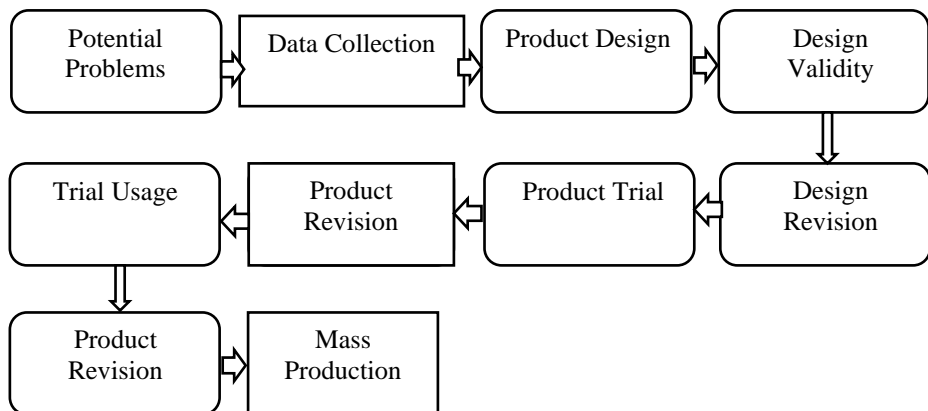 Potential
Problems
Data Collection
Product Design
Design
Validity
Trial Usage
Product
Revision
Product Trial
Design
Revision
Product
Revision
Mass
Production